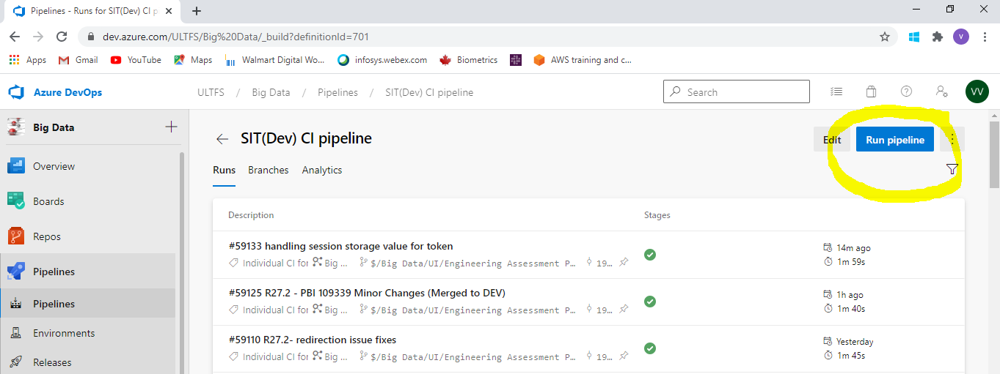 Pipelines - Runs for SIT(Dev) CI p
dev.azure.com/ULTFS/Big%20Data/_build?definitionId=701
V
Apps Gmail YouTube Maps Walmart Digital Wo... infosys.webex.com Biometrics AWS training and c...
Azure DevOps ULTFS / Big Data / Pipelines / SIT(Dev) CI pipeline Search VV
Big Data
SIT(Dev) CI pipeline Edit Run pipeline
Overview
Runs Branches Analytics
Boards
Description Stages
Repos
#59133 handling session storage value for token 14m ago
Individual CI for Big ... $/Big Data/UI/Engineering Assessment P... 19... 1m 59s
Pipelines
#59125 R27.2 - PBI 109339 Minor Changes (Merged to DEV) 1h ago
Pipelines
Individual CI for Big ... $/Big Data/UI/Engineering Assessment P... 19... 1m 40s
Environments
#59110 R27.2- redirection issue fixes Yesterday
Individual CI for Big ... $/Big Data/UI/Engineering Assessment P... 19... 1m 45s
Releases